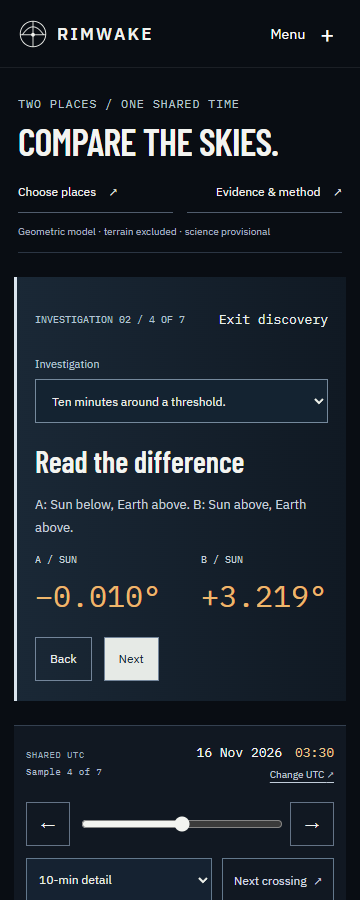 RIMWAKE
Menu +
TWO PLACES / ONE SHARED TIME
COMPARE THE SKIES.
Choose places ↗ Evidence & method ↗
Geometric model · terrain excluded · science provisional
INVESTIGATION 02 / 4 OF 7 Exit discovery
Investigation
Ten minutes around a threshold.
Read the difference
A: Sun below, Earth above. B: Sun above, Earth
above.
A / SUN B / SUN
−0.010° +3.219°
Back Next
SHARED UTC 16 Nov 2026 03:30
Sample 4 of 7 Change UTC ↗
← →
10-min detail Next crossing ↗